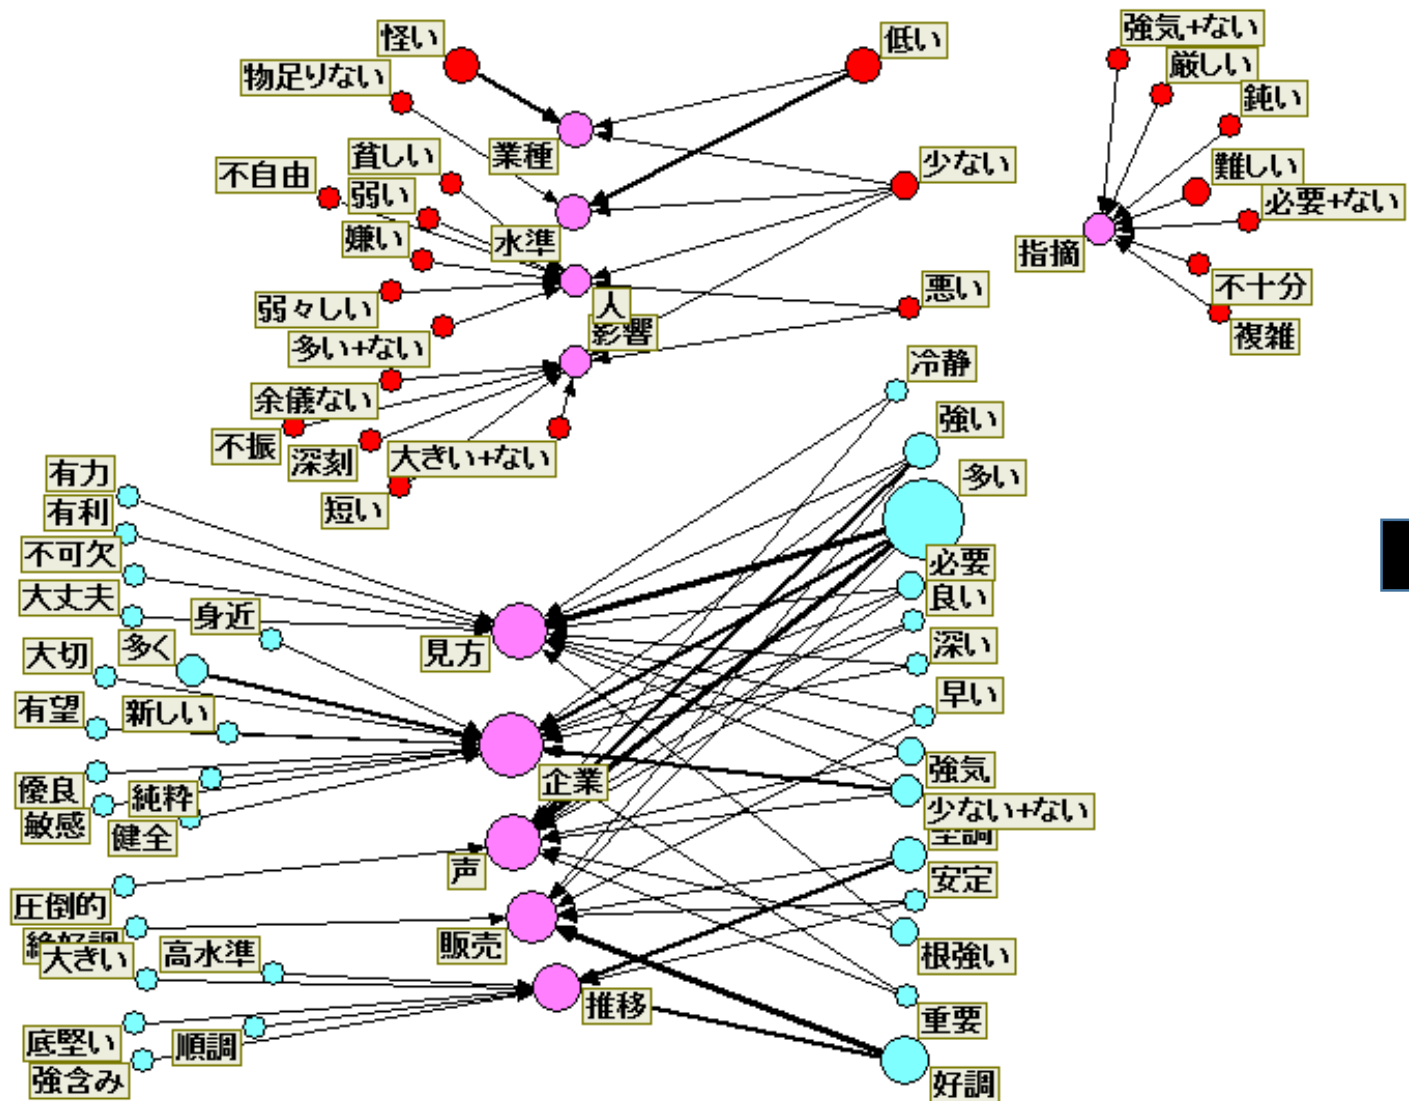 怪い
低い
物足りない
業種
貧しい
不自由
弱い
少ない
水準
嫌い
人
悪い
弱々しい
影響
多い+ない
余儀ない
不振
深刻
大きい+ない
短い
強気+ない
厳しい
鈍い
難しい
必要+ない
指摘
不十分
複雑
冷静
強い
多い
有力
有利
不可欠
必要
大丈夫
良い
身近
多く
見方
深い
大切
早い
有望
新しい
企業
強気
優良
純粋
少ない+ない
敏感
健全
堅調
声
安定
圧倒的
絶好調
販売
大きい
高水準
根強い
推移
重要
底堅い
順調
好調
強含み